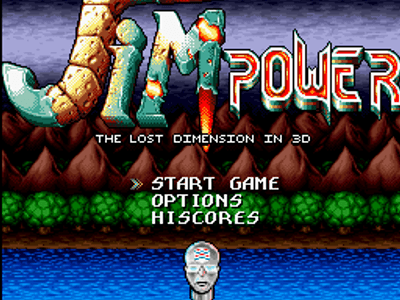 JIM POWER
THE LOST DIMENSION IN 3D
START GAME
OPTIONS
HISCORES